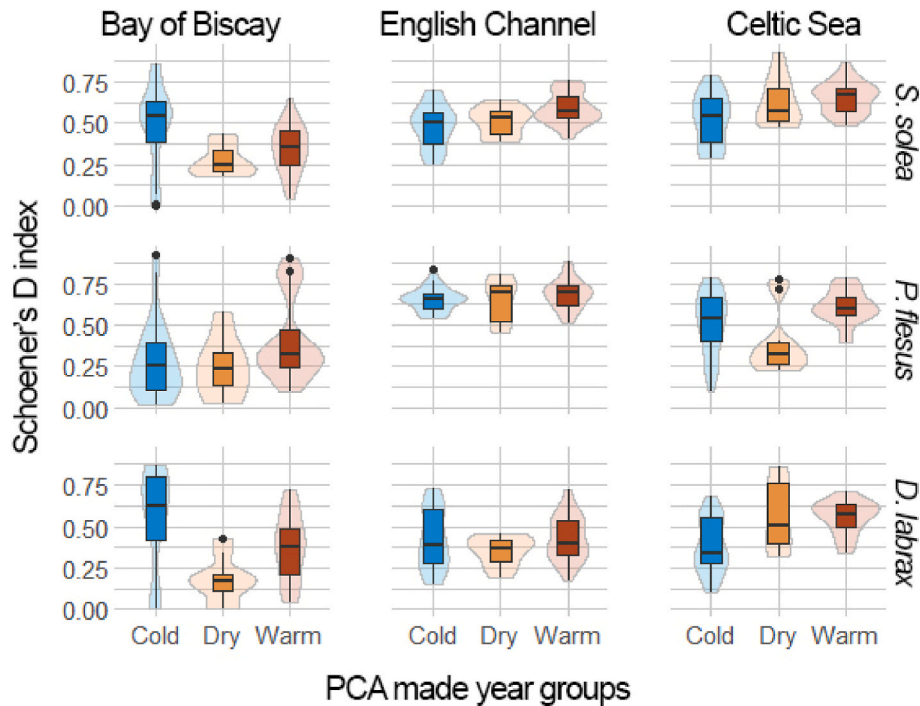 Bay of Biscay English Channel Celtic Sea
Schoener's D index
0.75
0.50
0.25
0.00
S. solea
0.75
0.50
0.25
0.00
P. flesus
0.75
0.50
0.25
0.00
D. labrax
Cold Dry Warm Cold Dry Warm Cold Dry Warm
PCA made year groups